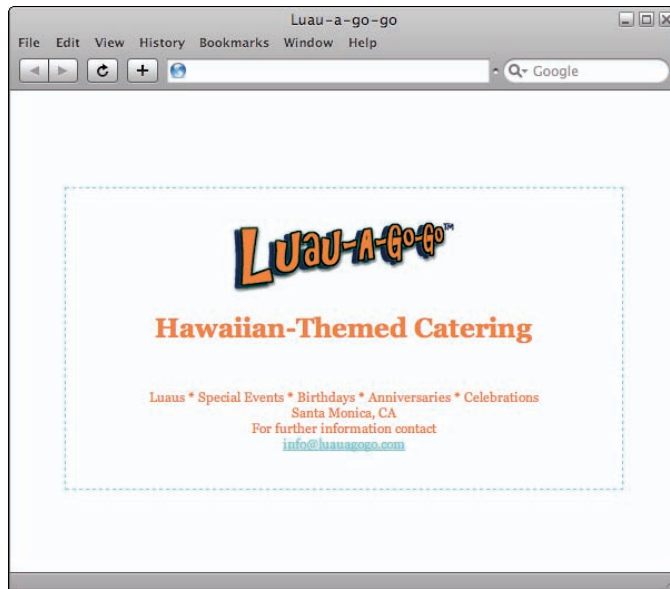 Luau-a-go-go
File Edit View History Bookmarks Window Help
Google
LUAU-A-GO-GO™
Hawaiian-Themed Catering
Luaus * Special Events * Birthdays * Anniversaries * Celebrations
Santa Monica, CA
For further information contact
info@luauagogo.com